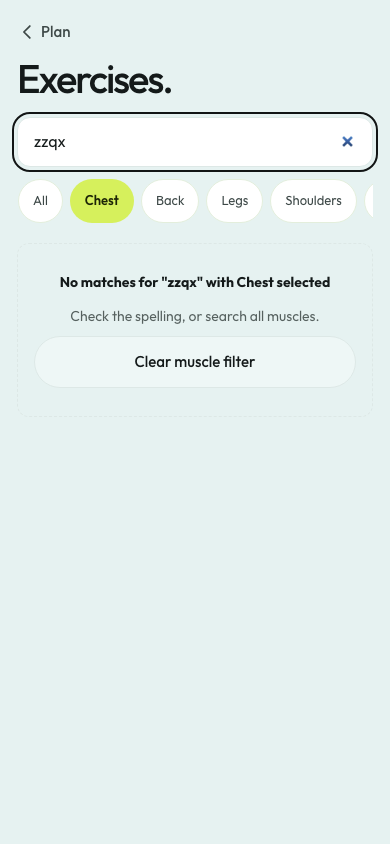 Plan
Exercises.
zzqx
All Chest Back Legs Shoulders
No matches for "zzqx" with Chest selected
Check the spelling, or search all muscles.
Clear muscle filter